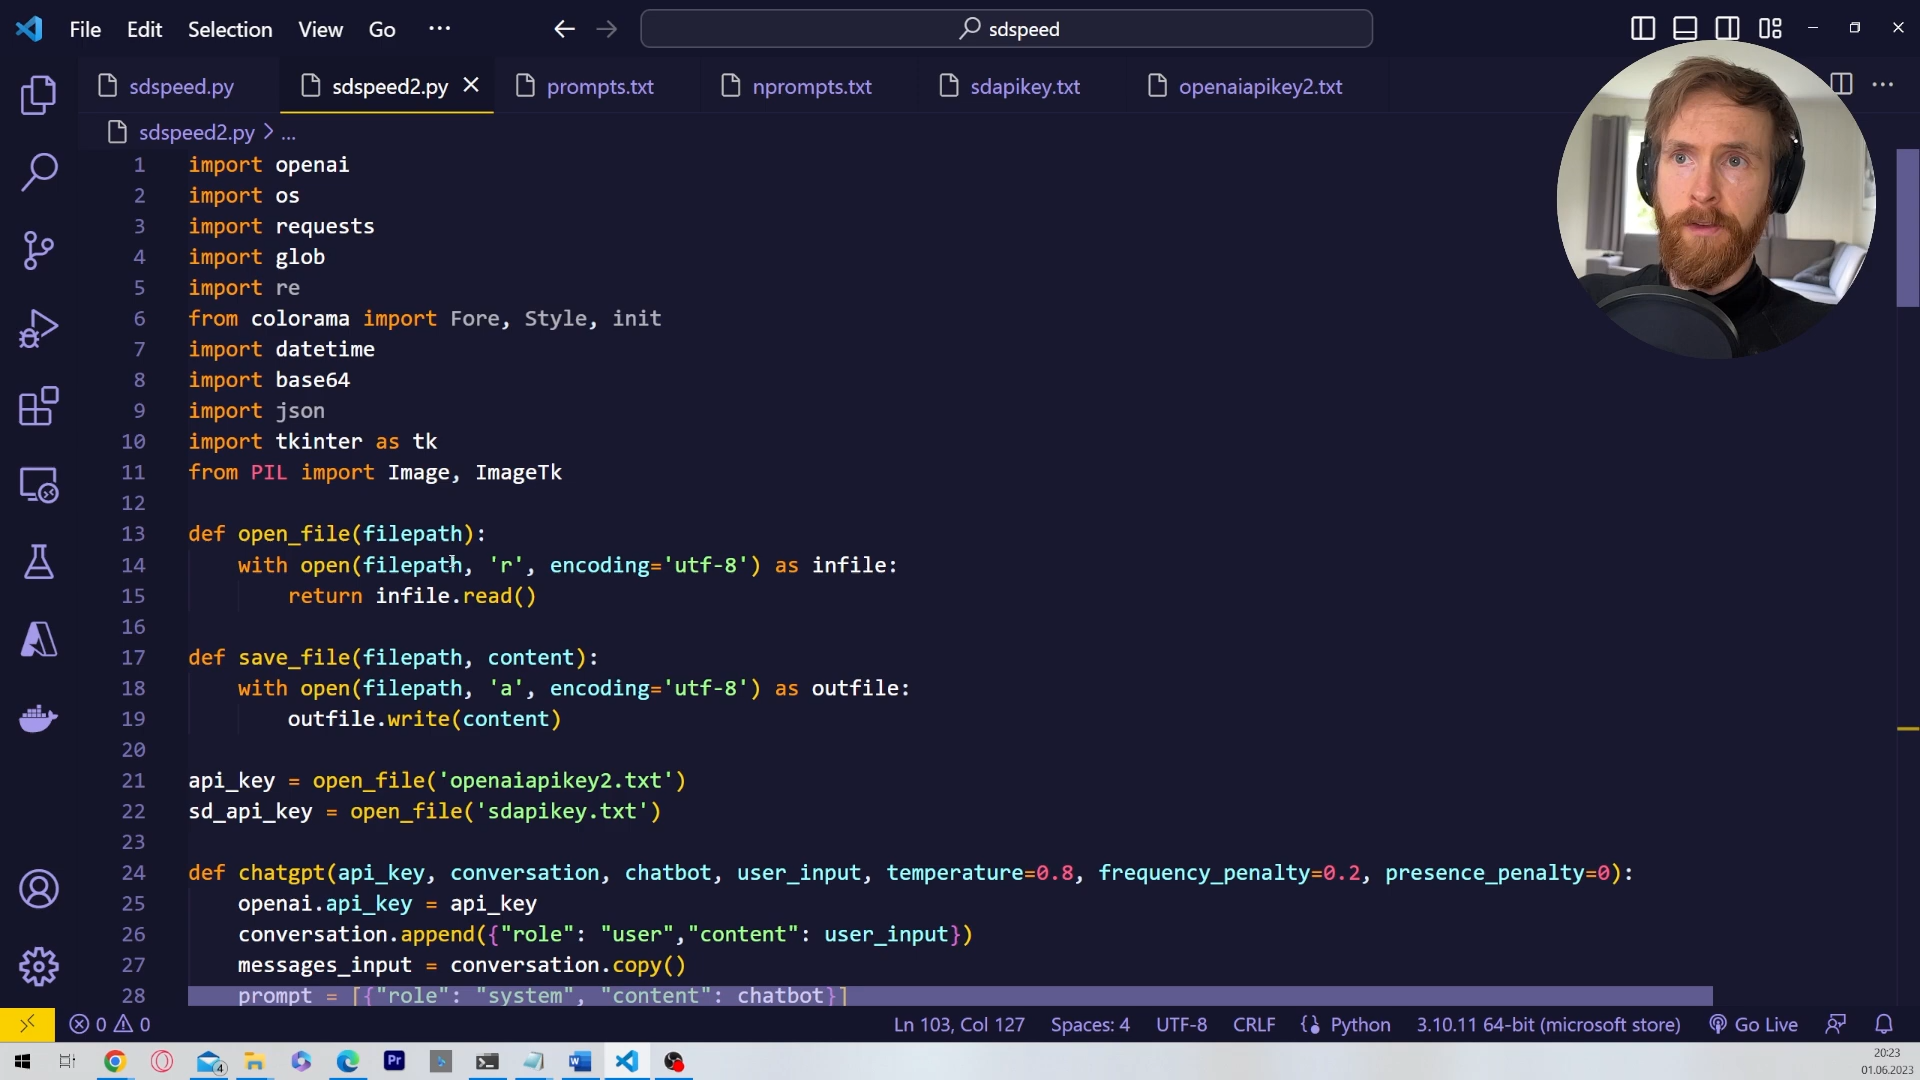 File Edit Selection View Go ··· sdspeed
sdspeed.py sdspeed2.py prompts.txt nprompts.txt sdapikey.txt openaiapikey2.txt
sdspeed2.py > ...
1 import openai
2 import os
3 import requests
4 import glob
5 import re
6 from colorama import Fore, Style, init
7 import datetime
8 import base64
9 import json
10 import tkinter as tk
11 from PIL import Image, ImageTk
12
13 def open_file(filepath):
14     with open(filepath, 'r', encoding='utf-8') as infile:
15         return infile.read()
16
17 def save_file(filepath, content):
18     with open(filepath, 'a', encoding='utf-8') as outfile:
19         outfile.write(content)
20
21 api_key = open_file('openaiapikey2.txt')
22 sd_api_key = open_file('sdapikey.txt')
23
24 def chatgpt(api_key, conversation, chatbot, user_input, temperature=0.8, frequency_penalty=0.2, presence_penalty=0):
25     openai.api_key = api_key
26     conversation.append({"role": "user","content": user_input})
27     messages_input = conversation.copy()
28     prompt = [{"role": "system", "content": chatbot}]
0 0 Ln 103, Col 127 Spaces: 4 UTF-8 CRLF Python 3.10.11 64-bit (microsoft store) Go Live
4 Pr
20:23
01.06.2023